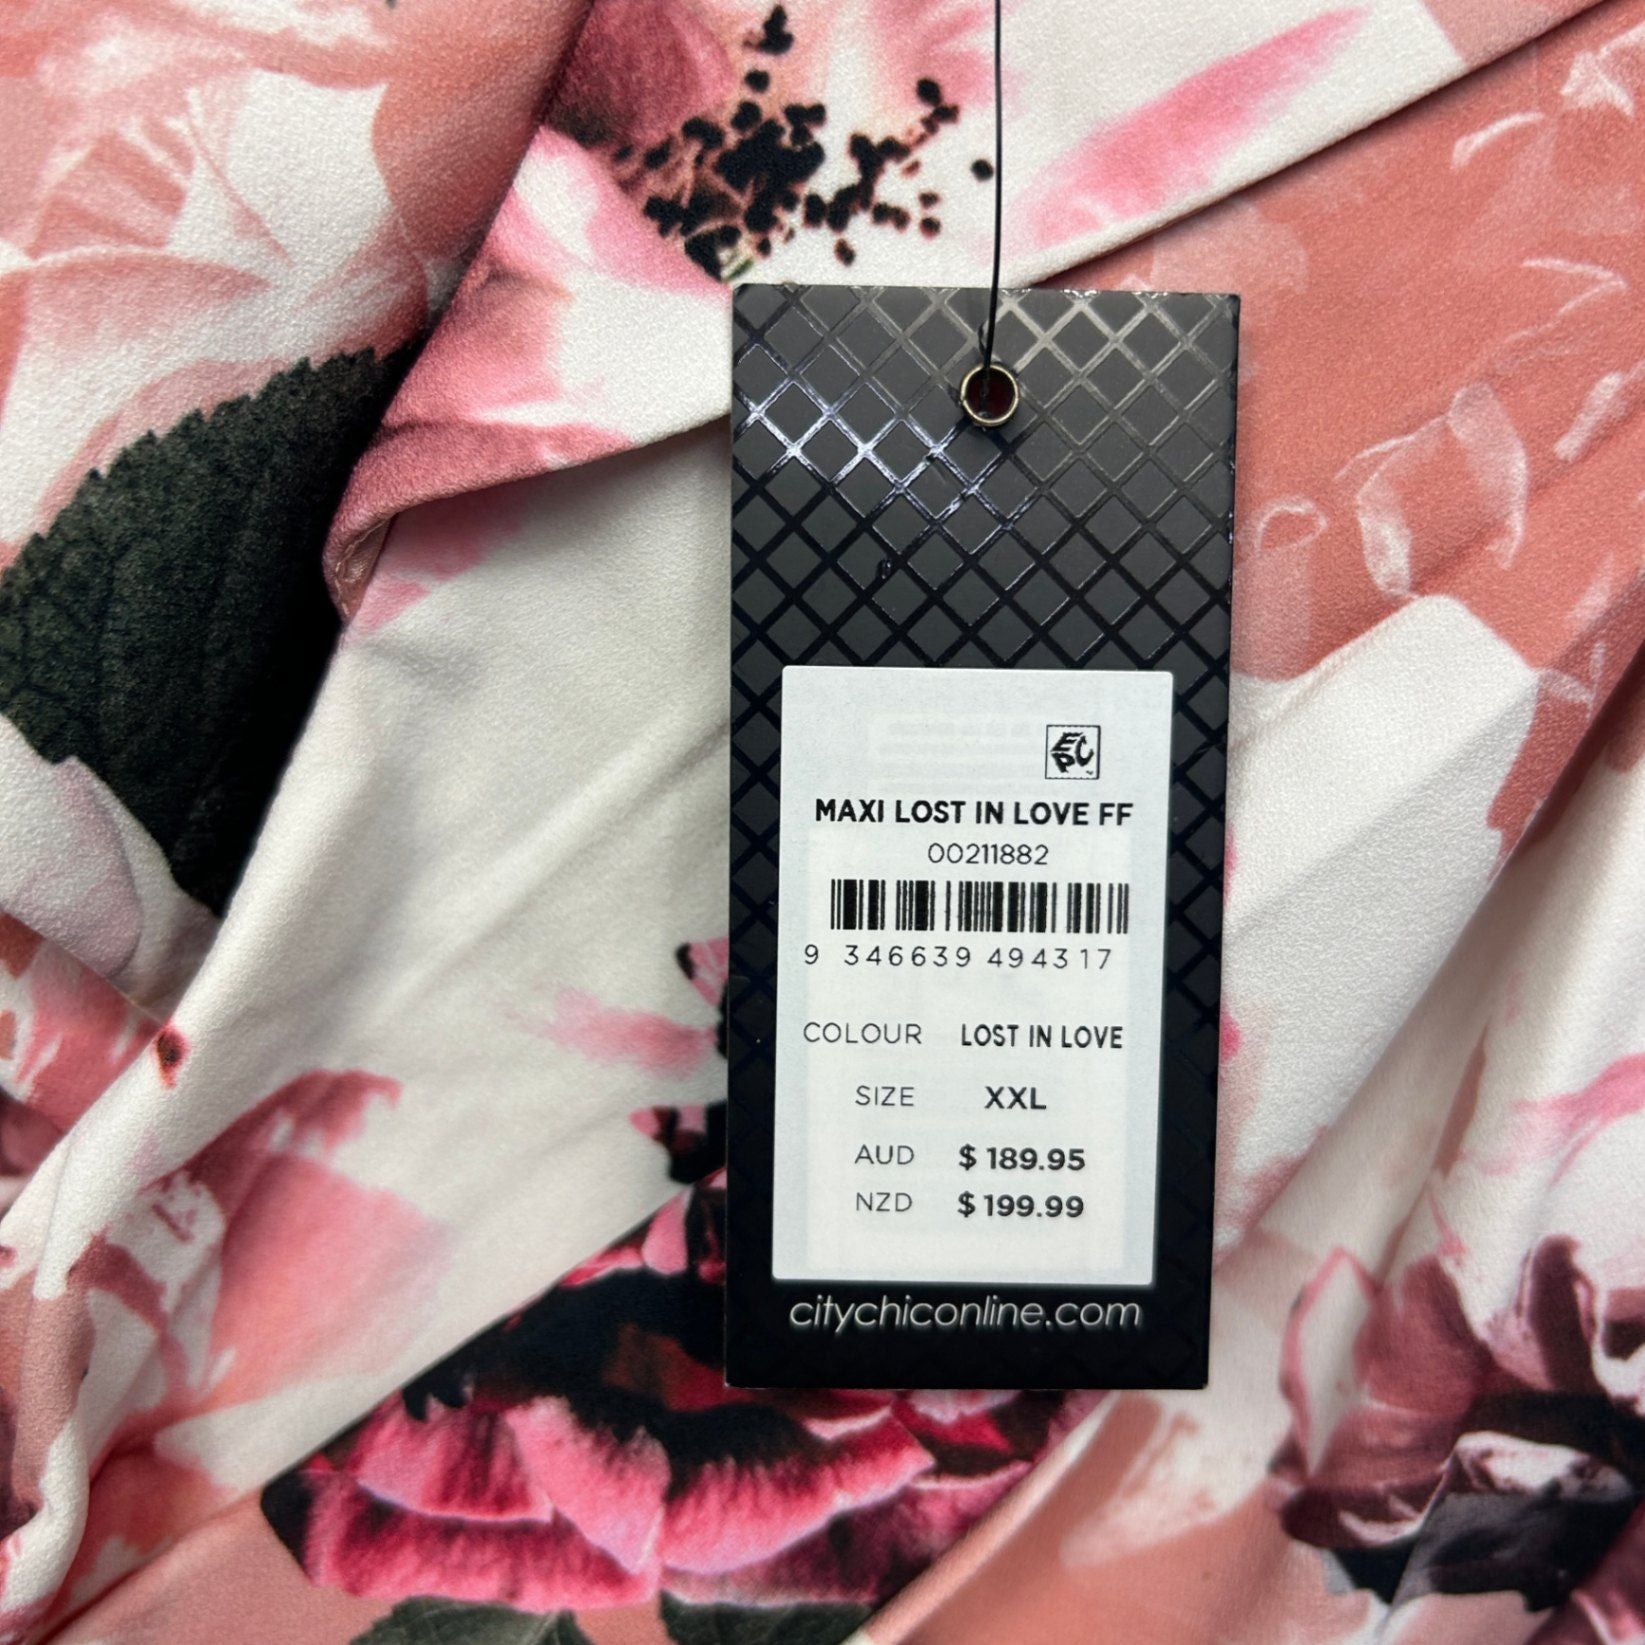 EPC
MAXI LOST IN LOVE FF
00211882
9 346639 494317
COLOUR LOST IN LOVE
SIZE XXL
AUD $ 189.95
NZD $ 199.99
citychiconline.com